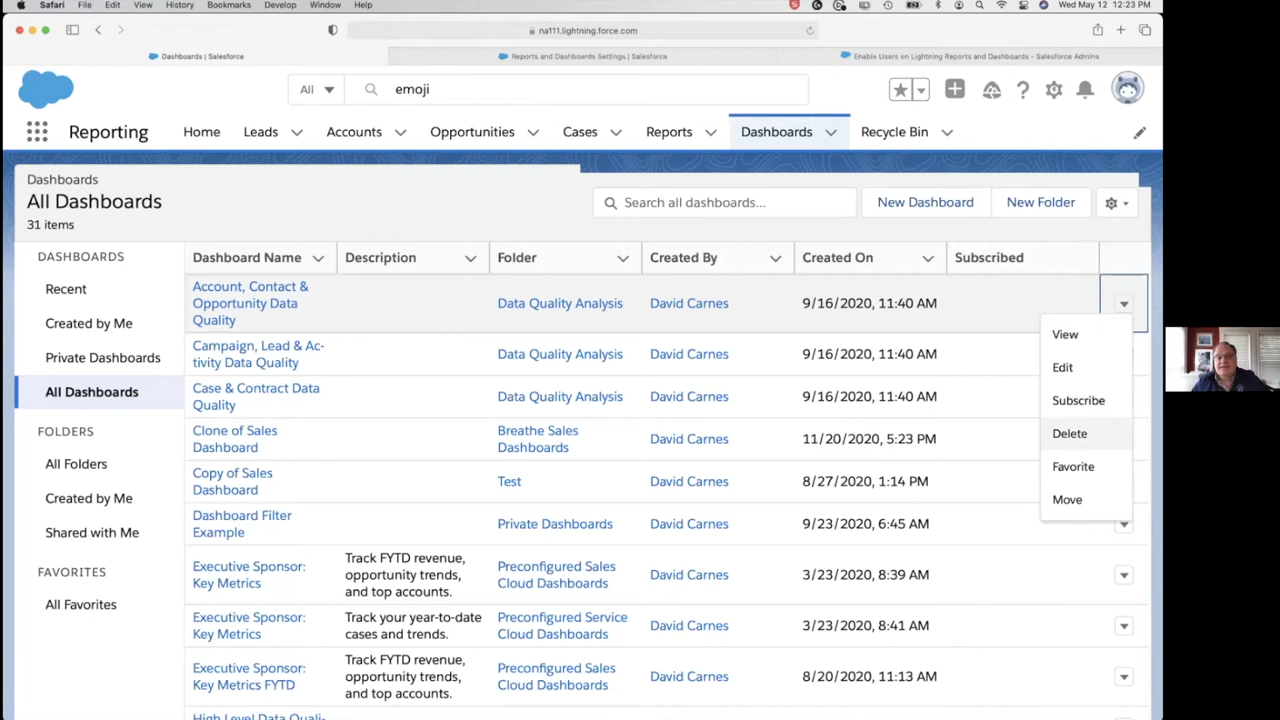 Safari File Edit View History Bookmarks Develop Window Help Wed May 12 12:23 PM
na111.lightning.force.com
Dashboards | Salesforce Reports and Dashboards Settings | Salesforce Enable Users on Lightning Reports and Dashboards - Salesforce Admins
All emoji
Reporting Home Leads Accounts Opportunities Cases Reports Dashboards Recycle Bin
Dashboards
All Dashboards
31 items
Search all dashboards...
New Dashboard
New Folder
DASHBOARDS
Recent
Created by Me
Private Dashboards
All Dashboards
FOLDERS
All Folders
Created by Me
Shared with Me
FAVORITES
All Favorites
Dashboard Name Description Folder Created By Created On Subscribed
Account, Contact &
Opportunity Data
Quality
Data Quality Analysis David Carnes 9/16/2020, 11:40 AM
Campaign, Lead & Ac-
tivity Data Quality
Data Quality Analysis David Carnes 9/16/2020, 11:40 AM
Case & Contract Data
Quality
Data Quality Analysis David Carnes 9/16/2020, 11:40 AM
Clone of Sales
Dashboard
Breathe Sales
Dashboards
David Carnes 11/20/2020, 5:23 PM
Copy of Sales
Dashboard
Test David Carnes 8/27/2020, 1:14 PM
Dashboard Filter
Example
Private Dashboards David Carnes 9/23/2020, 6:45 AM
Executive Sponsor:
Key Metrics
Track FYTD revenue,
opportunity trends,
and top accounts.
Preconfigured Sales
Cloud Dashboards
David Carnes 3/23/2020, 8:39 AM
Executive Sponsor:
Key Metrics
Track your year-to-date
cases and trends.
Preconfigured Service
Cloud Dashboards
David Carnes 3/23/2020, 8:41 AM
Executive Sponsor:
Key Metrics FYTD
Track FYTD revenue,
opportunity trends,
and top accounts.
Preconfigured Sales
Cloud Dashboards
David Carnes 8/20/2020, 11:13 AM
High Level Data Quali-
View
Edit
Subscribe
Delete
Favorite
Move